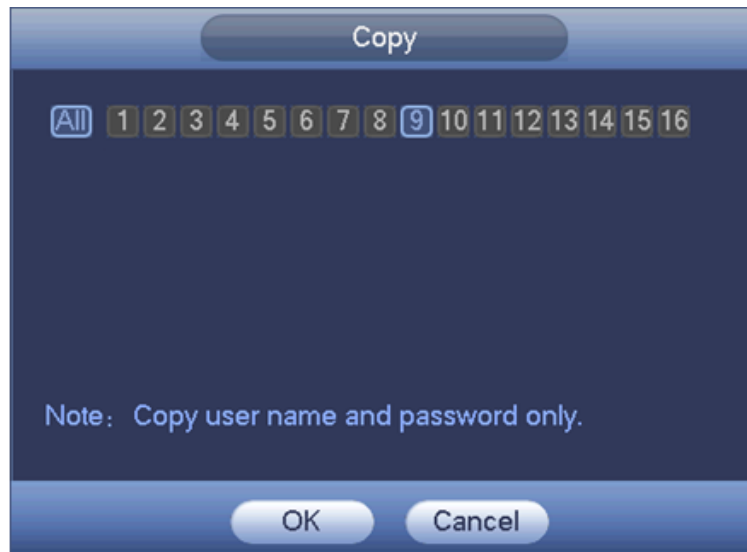 Copy
All 1 2 3 4 5 6 7 8 9 10 11 12 13 14 15 16
Note： Copy user name and password only.
OK Cancel